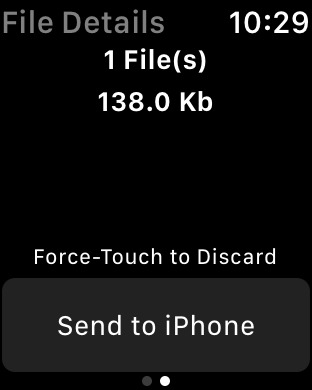 File Details 10:29
1 File(s)
138.0 Kb
Force-Touch to Discard
Send to iPhone